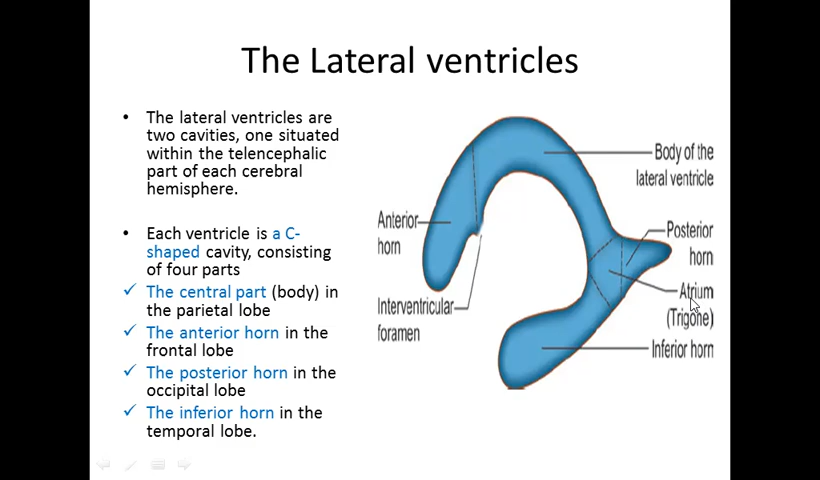 The Lateral ventricles
• The lateral ventricles are
two cavities, one situated
within the telencephalic
part of each cerebral
hemisphere.
• Each ventricle is a C-
shaped cavity, consisting
of four parts
✓ The central part (body) in
the parietal lobe
✓ The anterior horn in the
frontal lobe
✓ The posterior horn in the
occipital lobe
✓ The inferior horn in the
temporal lobe.
Body of the
lateral ventricle
Anterior
horn
Posterior
horn
Interventricular
foramen
Atrium
(Trigone)
Inferior horn